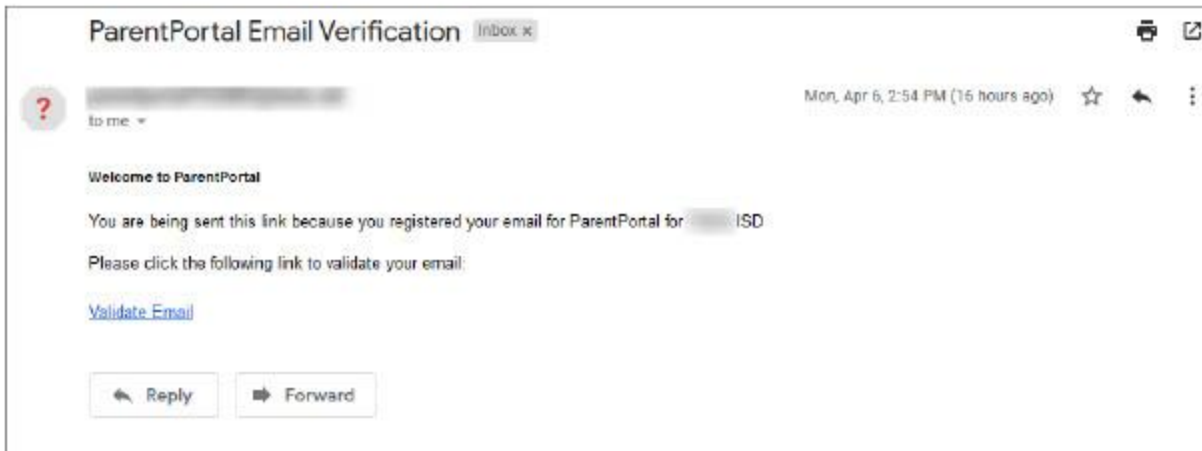 ParentPortal Email Verification Inbox x
?
Mon, Apr 6, 2:54 PM (16 hours ago)
to me
Welcome to ParentPortal
You are being sent this link because you registered your email for ParentPortal for ISD
Please click the following link to validate your email:
Validate Email
Reply Forward